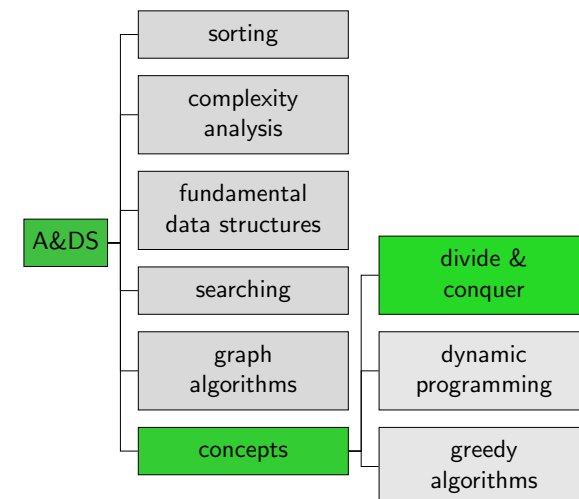 sorting
complexity
analysis
fundamental
data structures
A&DS
divide &
conquer
searching
graph
algorithms
dynamic
programming
concepts
greedy
algorithms